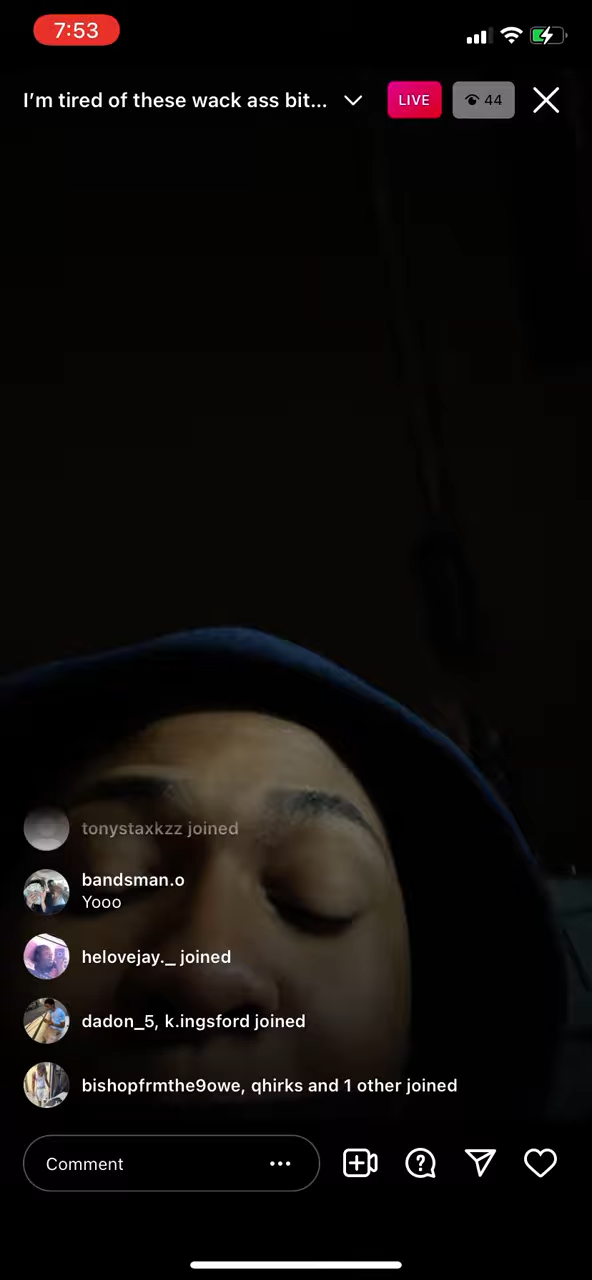 7:53
I’m tired of these wack ass bit...
LIVE
44
tonystaxkzz joined
bandsman.o
Yooo
helovejay._ joined
dadon_5, k.ingsford joined
bishopfrmthe9owe, qhirks and 1 other joined
Comment